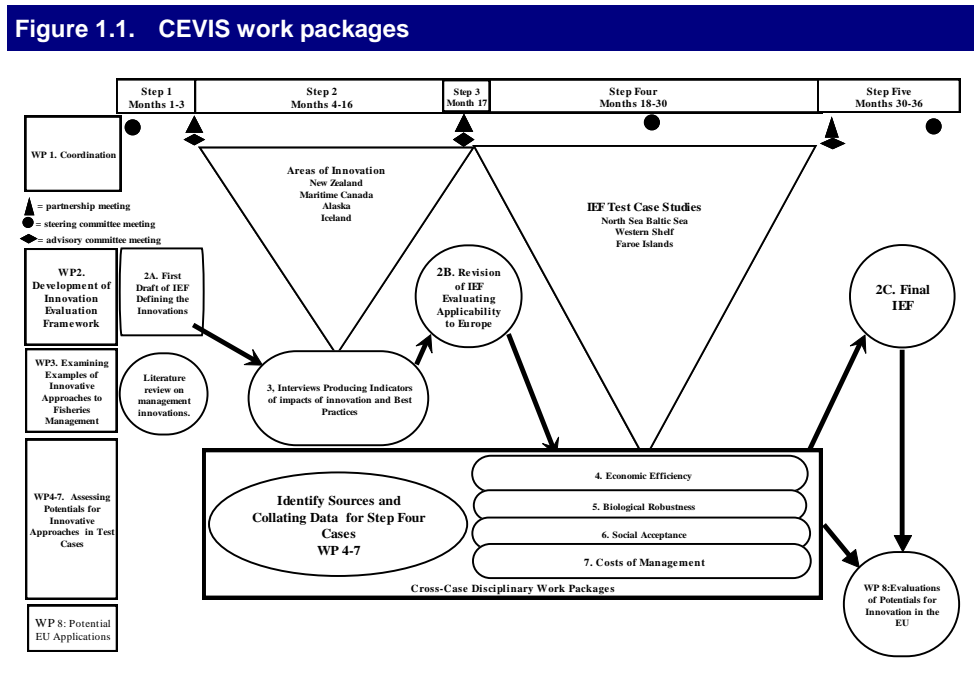 Figure 1.1. CEVIS work packages
Step 1
Months 1-3
Step 2
Months 4-16
Step 3
Month 17
Step Four
Months 18-30
Step Five
Months 30-36
WP 1. Coordination
= partnership meeting
= steering committee meeting
= advisory committee meeting
Areas of Innovation
New Zealand
Maritime Canada
Alaska
Iceland
IEF Test Case Studies
North Sea Baltic Sea
Western Shelf
Faroe Islands
WP2.
Development of
Innovation
Evaluation
Framework
2A. First
Draft of IEF
Defining the
Innovations
2B. Revision
of IEF
Evaluating
Applicability
to Europe
2C. Final
IEF
WP3. Examining
Examples of
Innovative
Approaches to
Fisheries
Management
Literature
review on
management
innovations.
3, Interviews Producing Indicators
of impacts of innovation and Best
Practices
WP4-7. Assessing
Potentials for
Innovative
Approaches in Test
Cases
Identify Sources and
Collating Data for Step Four
Cases
WP 4-7
4. Economic Efficiency
5. Biological Robustness
6. Social Acceptance
7. Costs of Management
Cross-Case Disciplinary Work Packages
WP 8:Evaluations
of Potentials for
Innovation in the
EU
WP 8: Potential
EU Applications